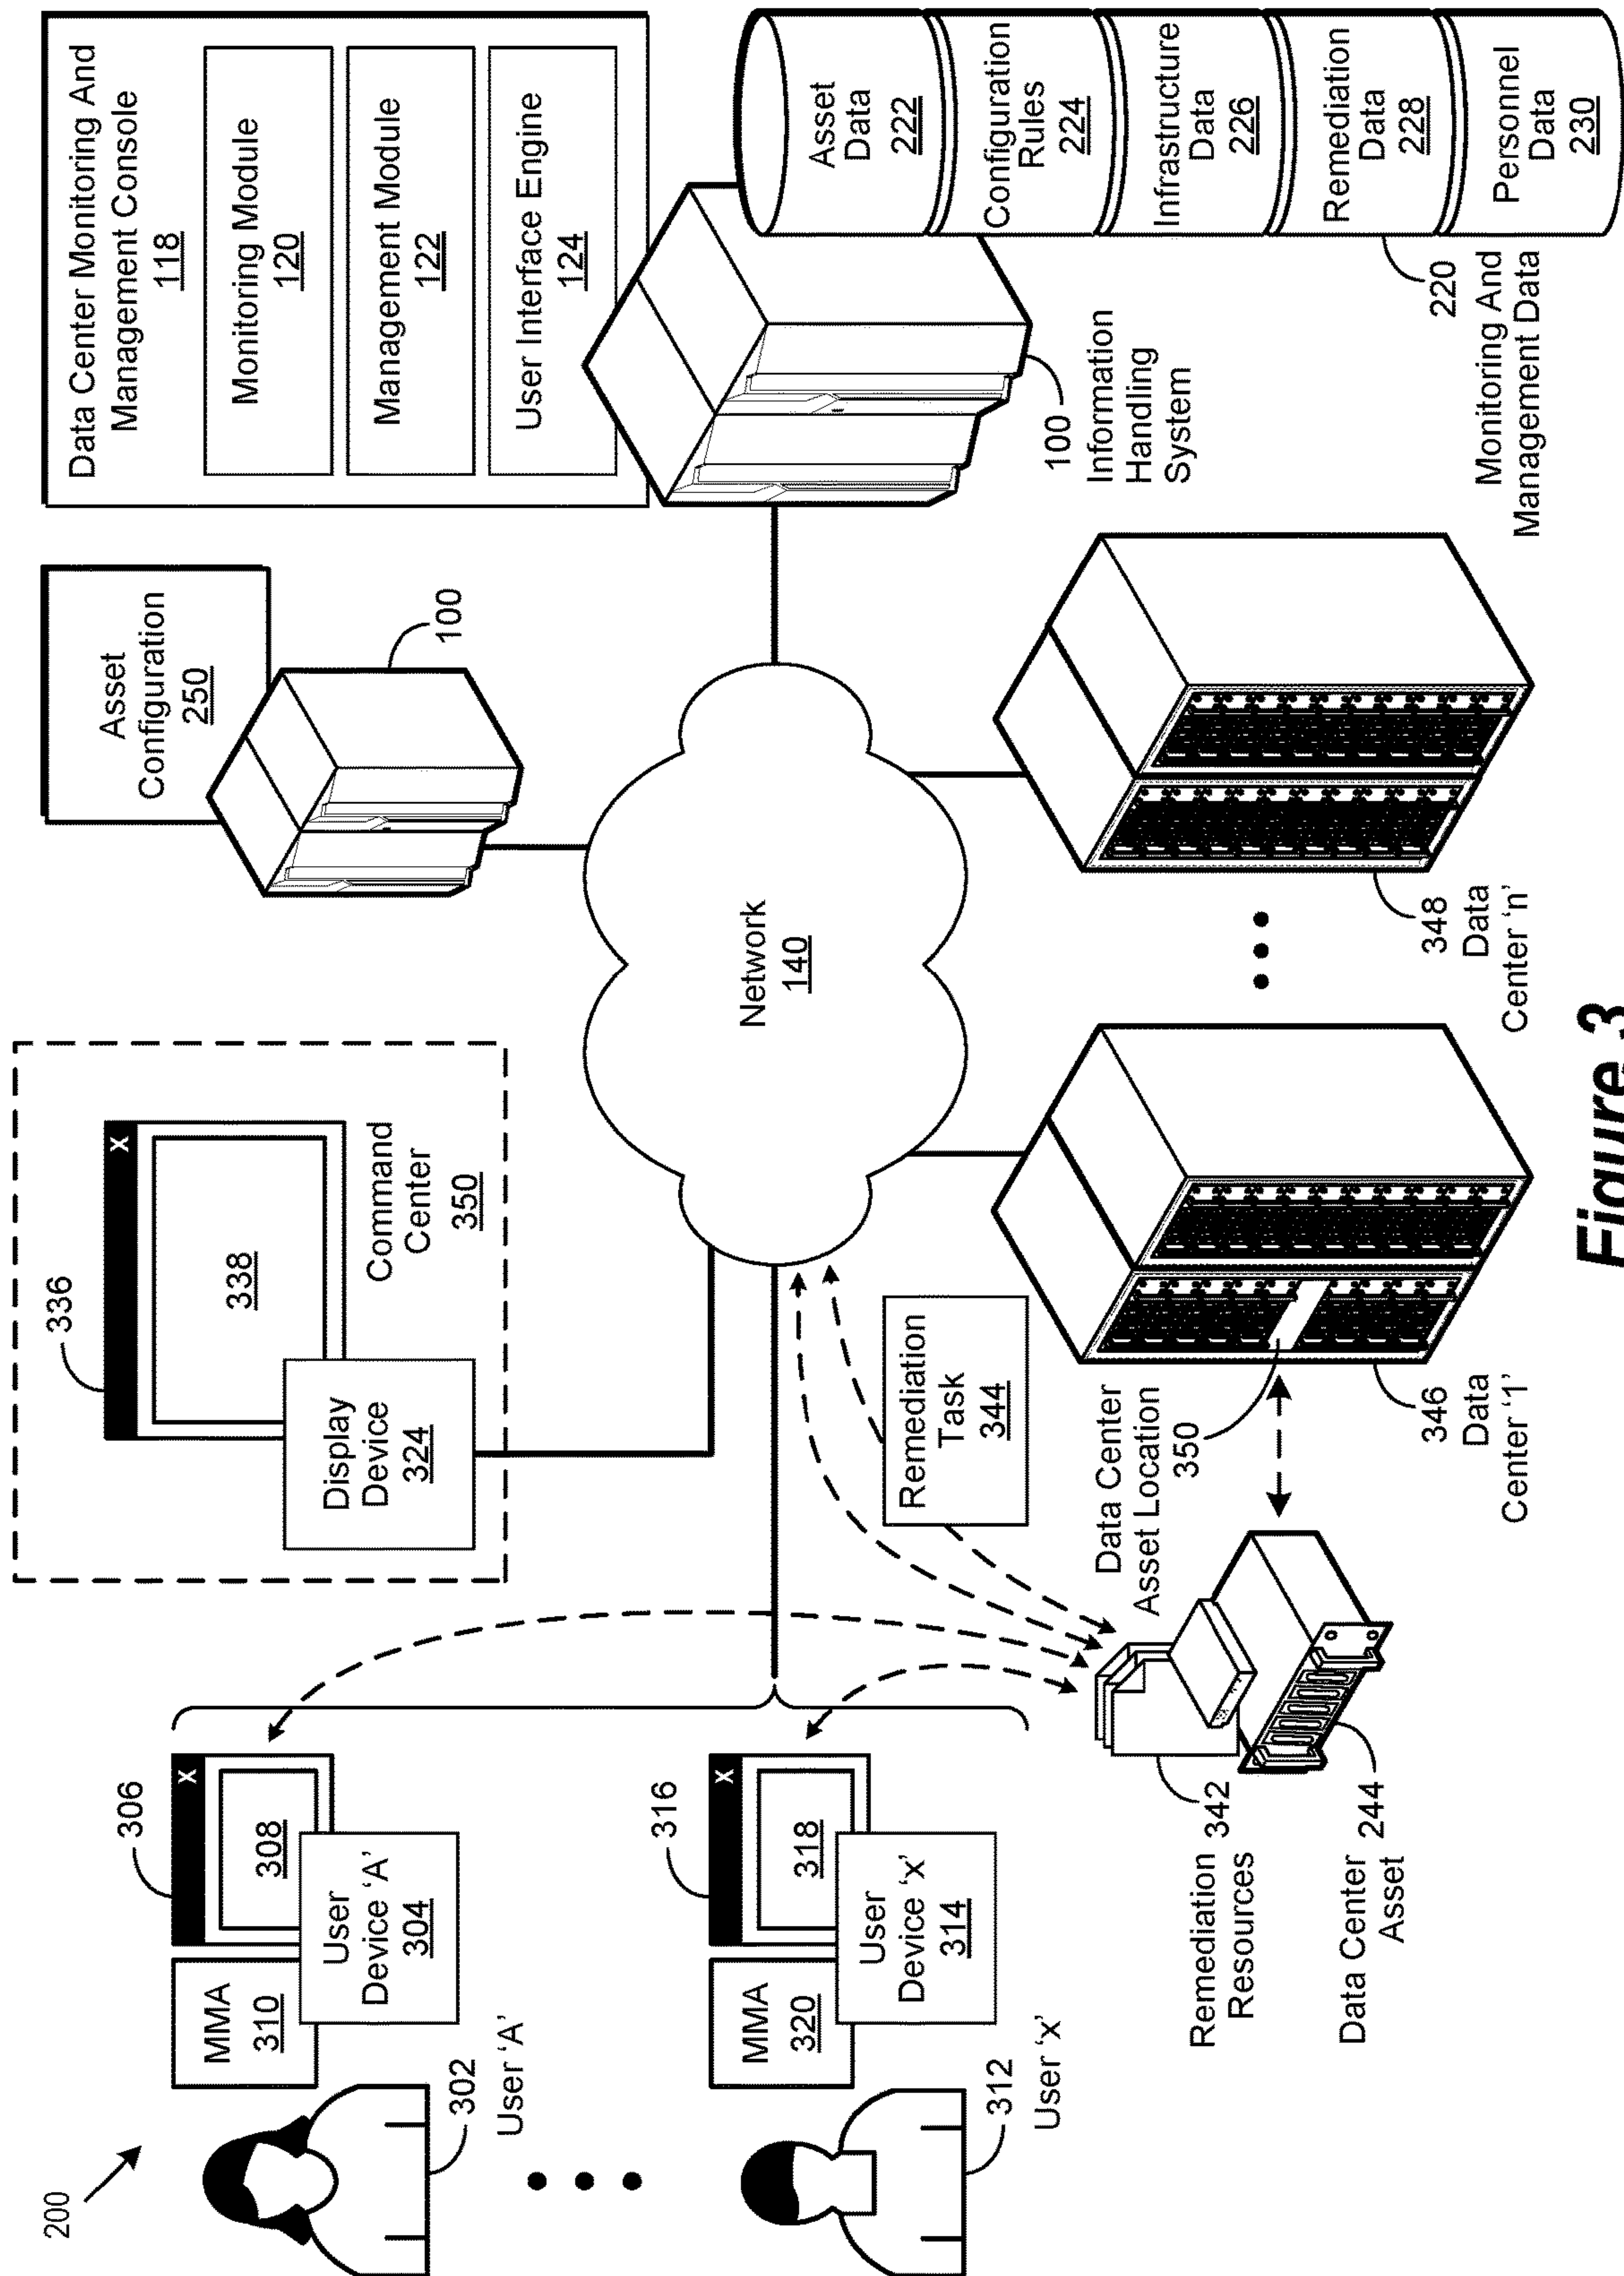 200
302
User ‘A’
MMA
310
306
X
308
User
Device ‘A’
304
312
User ‘x’
MMA
320
316
X
318
User
Device ‘x’
314
336
X
338
Display
Device
324
Command
Center
350
Asset
Configuration
250
100
Data Center Monitoring And
Management Console
118
Monitoring Module
120
Management Module
122
User Interface Engine
124
Network
140
100
Information
Handling
System
Asset
Data
222
Configuration
Rules
224
Infrastructure
Data
226
Remediation
Data
228
Personnel
Data
230
220
Monitoring And
Management Data
Remediation
Task
344
Remediation 342
Resources
Data Center 244
Asset
Data Center
Asset Location
350
346 Data
Center ‘1’
348
Data
Center ‘n’
Figure 3